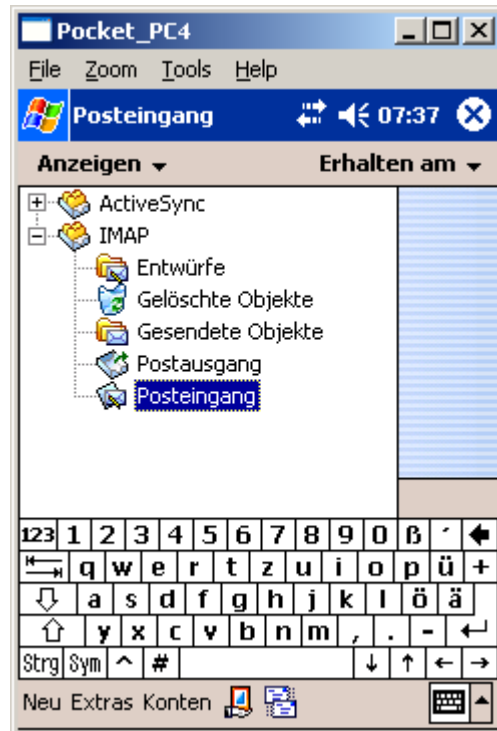 Pocket_PC4
File Zoom Tools Help
Posteingang 07:37
Anzeigen Erhalten am
ActiveSync
IMAP
Entwürfe
Gelöschte Objekte
Gesendete Objekte
Postausgang
Posteingang
123 1 2 3 4 5 6 7 8 9 0 ß ´
q w e r t z u i o p ü +
a s d f g h j k l ö ä
y x c v b n m , . -
Strg Sym ^ # ↓ ↑ ← →
Neu Extras Konten